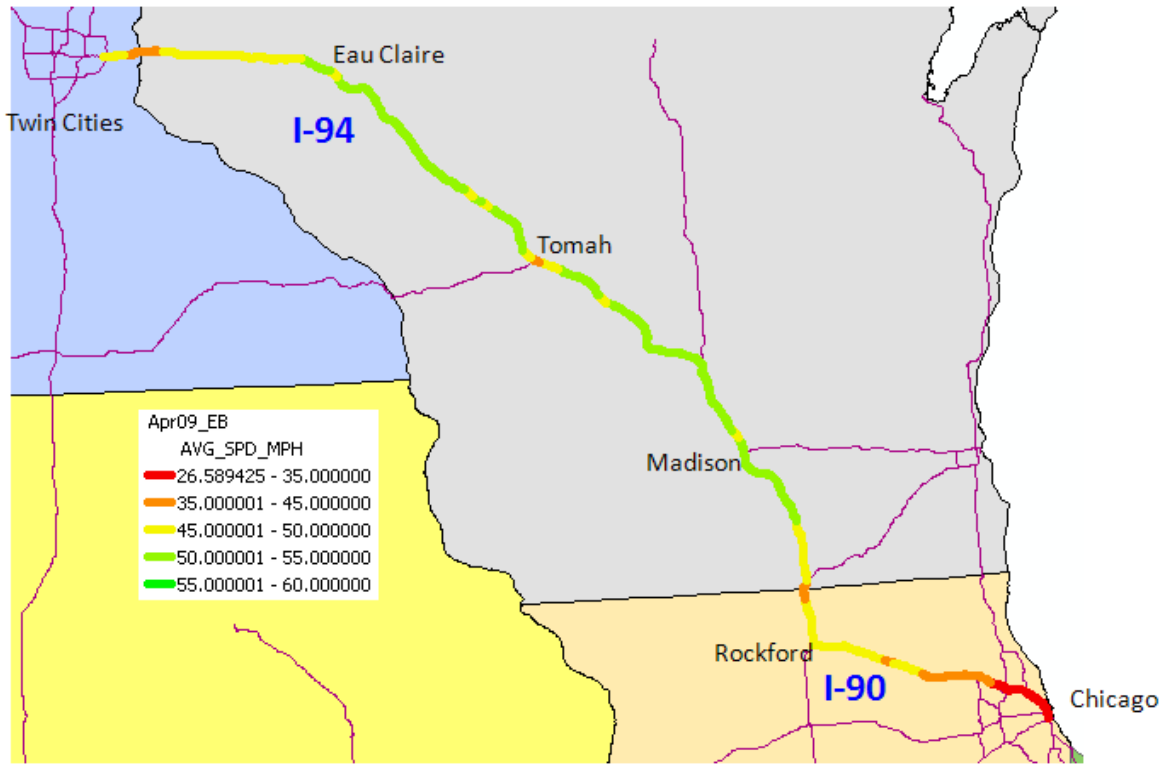 Eau Claire
Twin Cities
I-94
Tomah
Apr09_EB
AVG_SPD_MPH
26.589425 - 35.000000
35.000001 - 45.000000
45.000001 - 50.000000
50.000001 - 55.000000
55.000001 - 60.000000
Madison
Rockford
I-90
Chicago